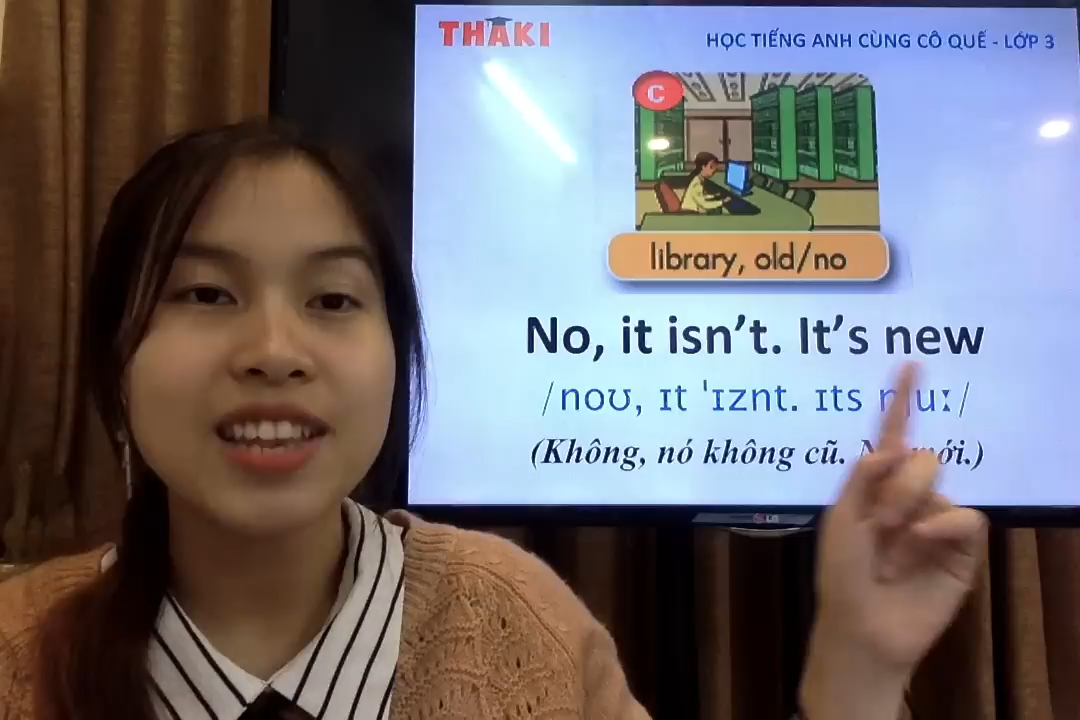 THAKI
HỌC TIẾNG ANH CÙNG CÔ QUẾ - LỚP 3
C
library, old/no
No, it isn't. It's new
/noʊ, ɪt ˈɪznt. ɪts njuː/
(Không, nó không cũ. mới.)
LG